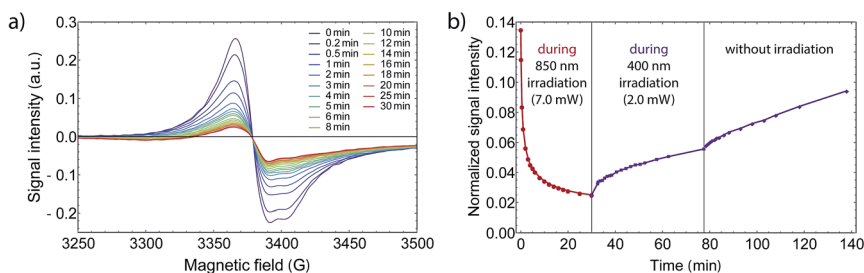 a)
Signal intensity (a.u.)
0.3
0.2
0.1
0.0
- 0.1
- 0.2
0 min
0.2 min
0.5 min
1 min
2 min
3 min
4 min
5 min
6 min
8 min
10 min
12 min
14 min
16 min
18 min
20 min
25 min
30 min
3250
3300
3350
3400
3450
3500
Magnetic field (G)
b)
Normalized signal intensity
0.14
0.12
0.10
0.08
0.06
0.04
0.02
0.00
during
850 nm
irradiation
(7.0 mW)
during
400 nm
irradiation
(2.0 mW)
without irradiation
0
20
40
60
80
100
120
140
Time (min)